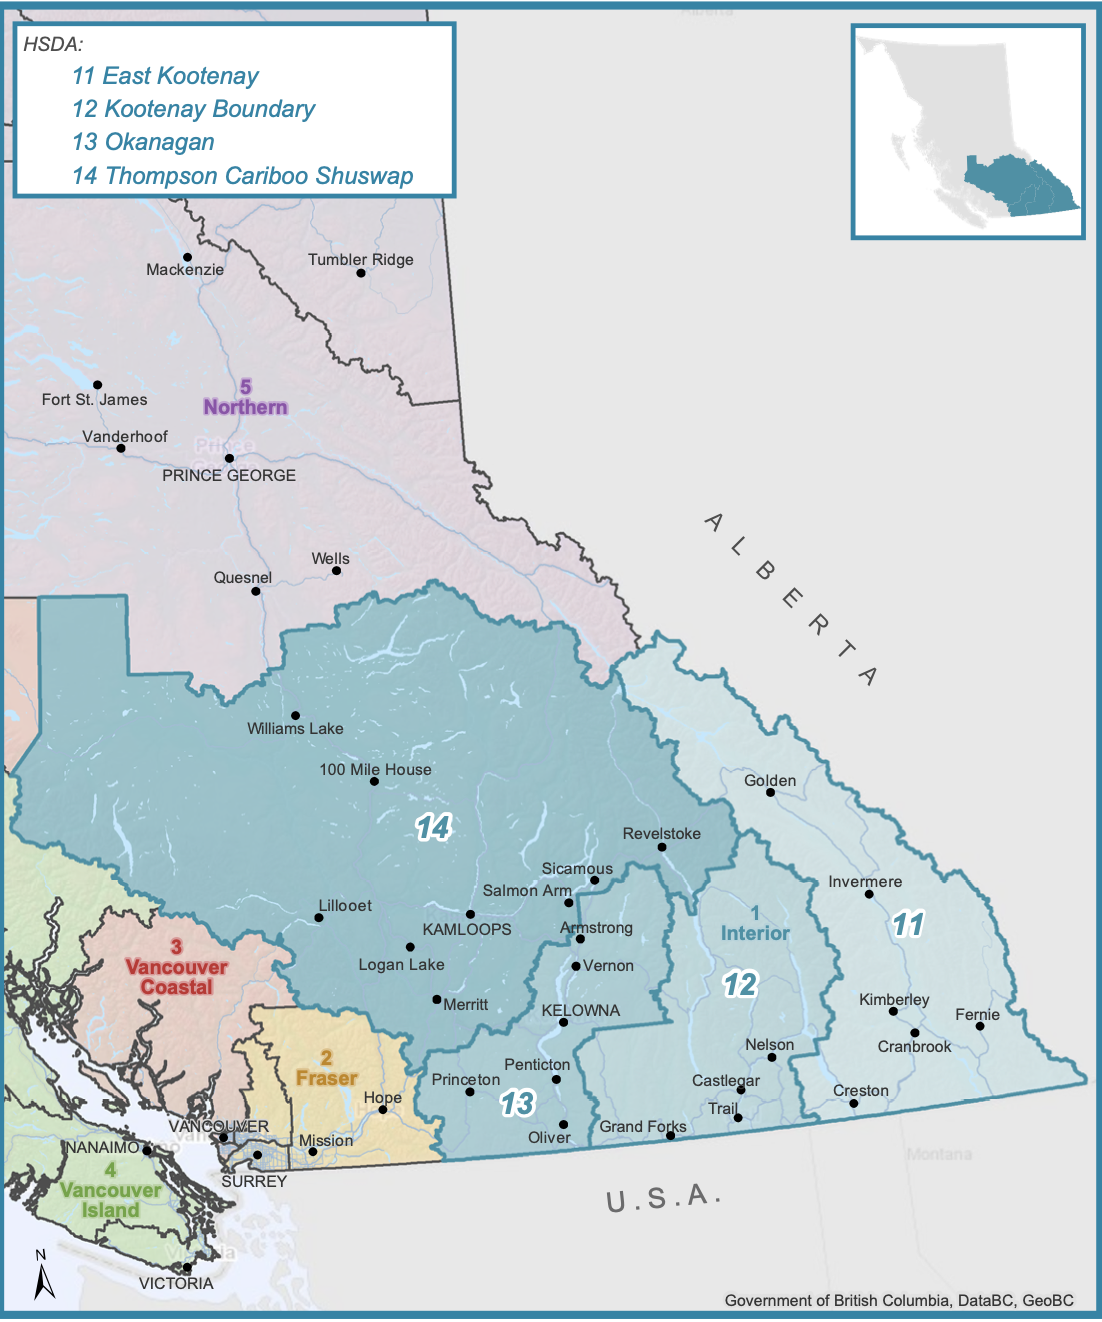 Alberta
HSDA:
11 East Kootenay
12 Kootenay Boundary
13 Okanagan
14 Thompson Cariboo Shuswap
Tumbler Ridge
Mackenzie
5
Northern
Fort St. James
Vanderhoof
Prince
PRINCE GEORGE
ALBERTA
Wells
Quesnel
Williams Lake
100 Mile House
Golden
14
Revelstoke
Sicamous
Salmon Arm
Invermere
Lillooet
KAMLOOPS
Armstrong
1
Interior
11
3
Vancouver
Coastal
Logan Lake
Vernon
12
Merritt
KELOWNA
Kimberley
Fernie
Cranbrook
Nelson
2
Fraser
Penticton
Princeton
Castlegar
Creston
Hope
13
Trail
VANCOUVER
Grand Forks
Oliver
Mission
NANAIMO
Montana
4
Vancouver
Island
SURREY
U.S.A.
Victoria
N
VICTORIA
Government of British Columbia, DataBC, GeoBC